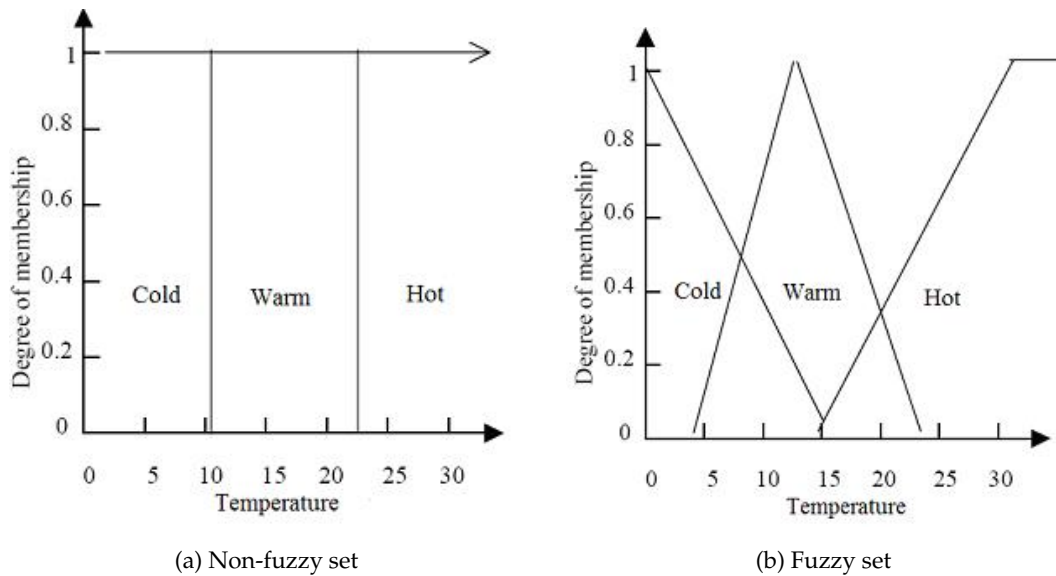 1
0.8
0.6
0.4
0.2
0
Degree of membership
Cold Warm Hot
0 5 10 15 20 25 30
Temperature
(a) Non-fuzzy set
1
0.8
0.6
0.4
0.2
0
Degree of membership
Cold Warm Hot
0 5 10 15 20 25 30
Temperature
(b) Fuzzy set